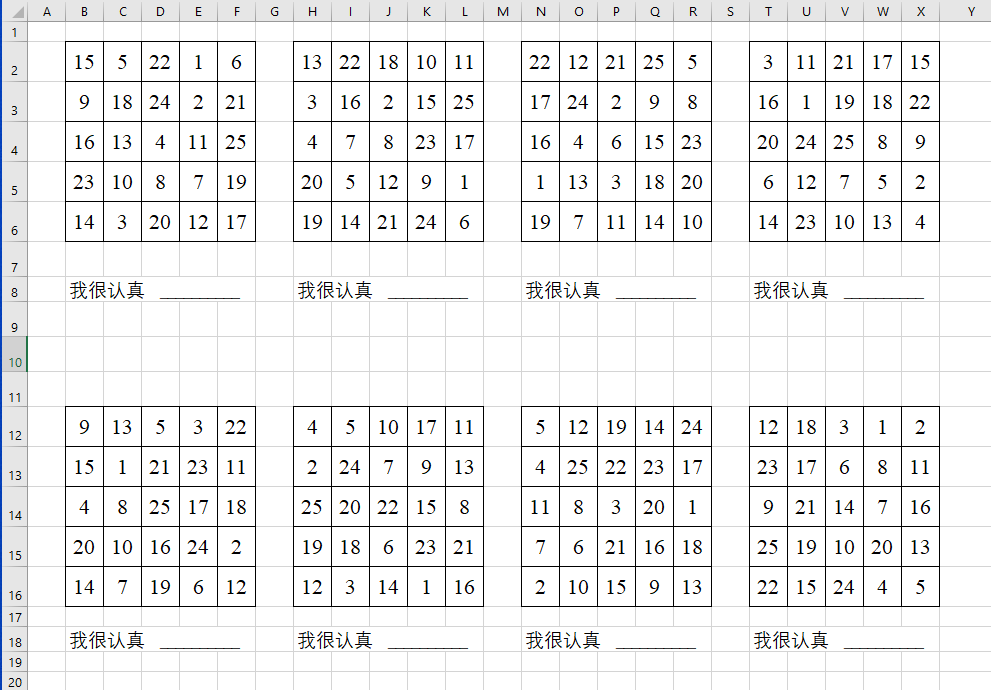 A B C D E F G H I J K L M N O P Q R S T U V W X Y
1
2 15 5 22 1 6 13 22 18 10 11 22 12 21 25 5 3 11 21 17 15
3 9 18 24 2 21 3 16 2 15 25 17 24 2 9 8 16 1 19 18 22
4 16 13 4 11 25 4 7 8 23 17 16 4 6 15 23 20 24 25 8 9
5 23 10 8 7 19 20 5 12 9 1 1 13 3 18 20 6 12 7 5 2
6 14 3 20 12 17 19 14 21 24 6 19 7 11 14 10 14 23 10 13 4
7
8 我很认真 ________ 我很认真 ________ 我很认真 ________ 我很认真 ________
9
10
11
12 9 13 5 3 22 4 5 10 17 11 5 12 19 14 24 12 18 3 1 2
13 15 1 21 23 11 2 24 7 9 13 4 25 22 23 17 23 17 6 8 11
14 4 8 25 17 18 25 20 22 15 8 11 8 3 20 1 9 21 14 7 16
15 20 10 16 24 2 19 18 6 23 21 7 6 21 16 18 25 19 10 20 13
16 14 7 19 6 12 12 3 14 1 16 2 10 15 9 13 22 15 24 4 5
17
18 我很认真 ________ 我很认真 ________ 我很认真 ________ 我很认真 ________
19
20